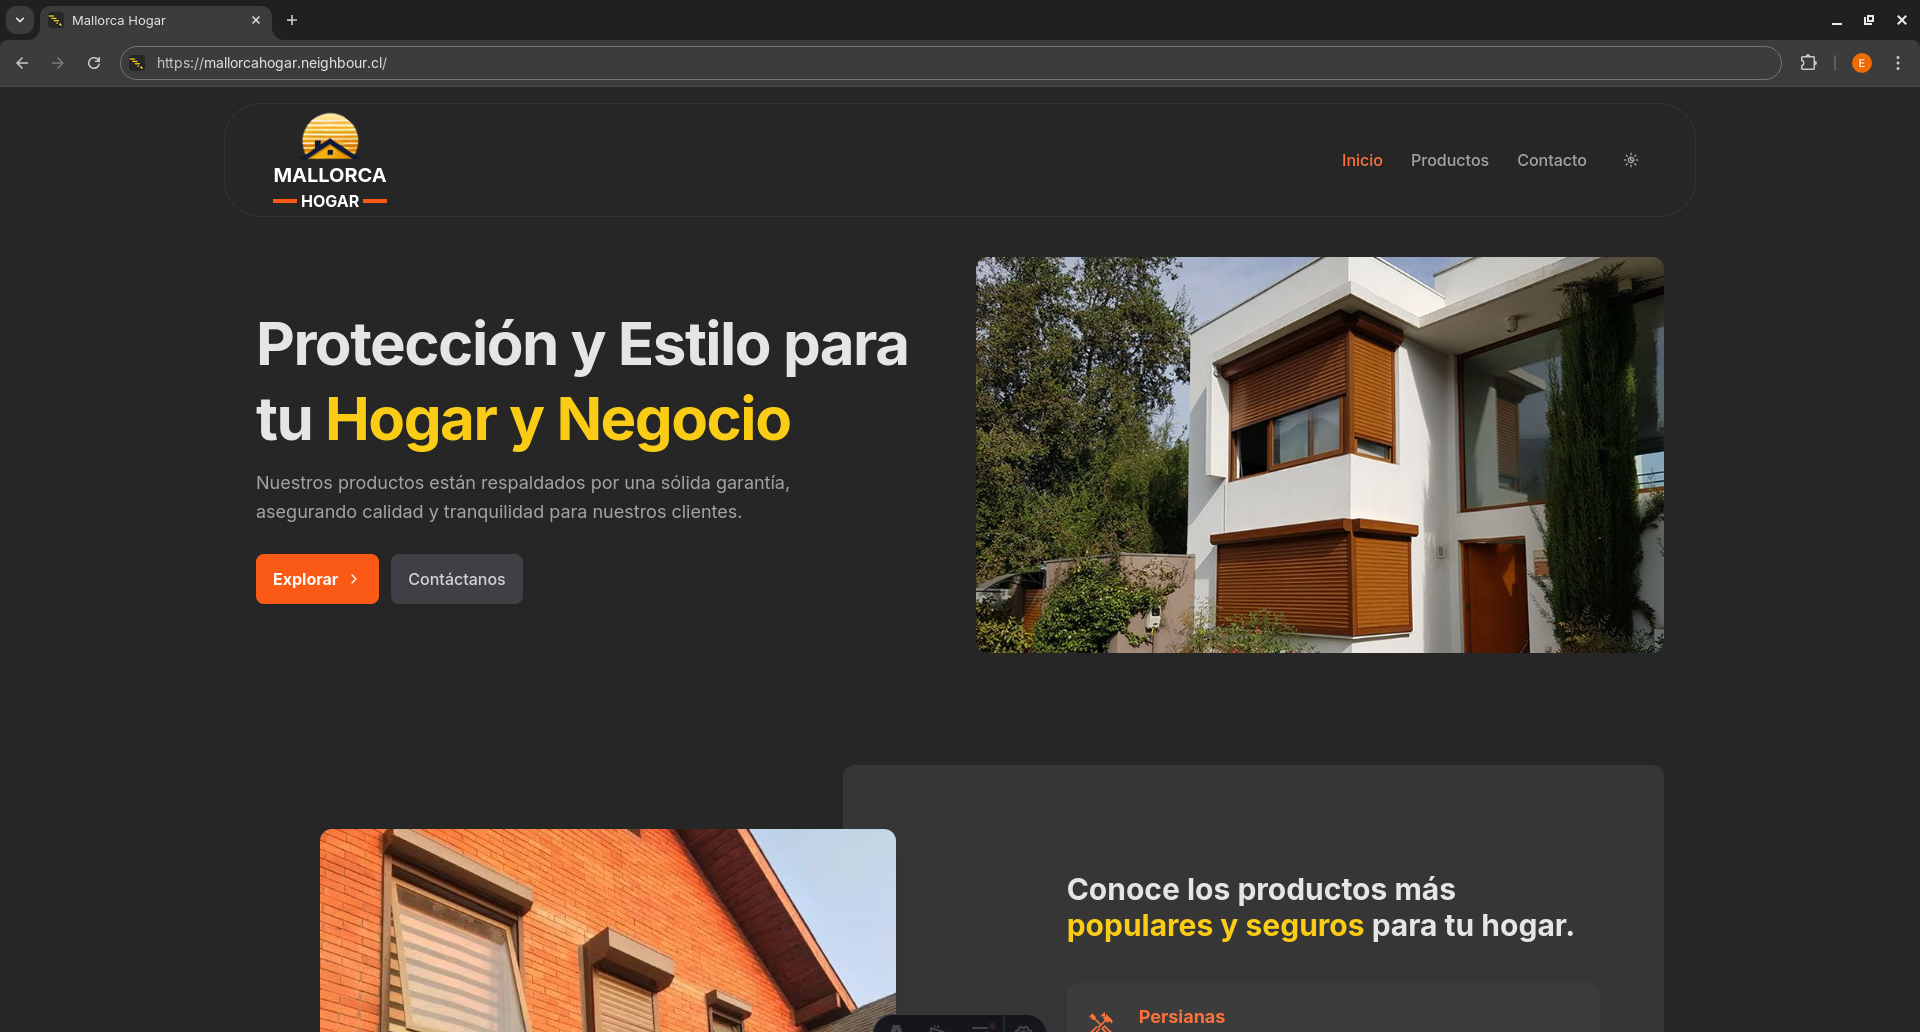 Mallorca Hogar
https://mallorcahogar.neighbour.cl/
E
MALLORCA
HOGAR
Inicio
Productos
Contacto
Protección y Estilo para
tu Hogar y Negocio
Nuestros productos están respaldados por una sólida garantía,
asegurando calidad y tranquilidad para nuestros clientes.
Explorar
Contáctanos
Conoce los productos más
populares y seguros para tu hogar.
Persianas